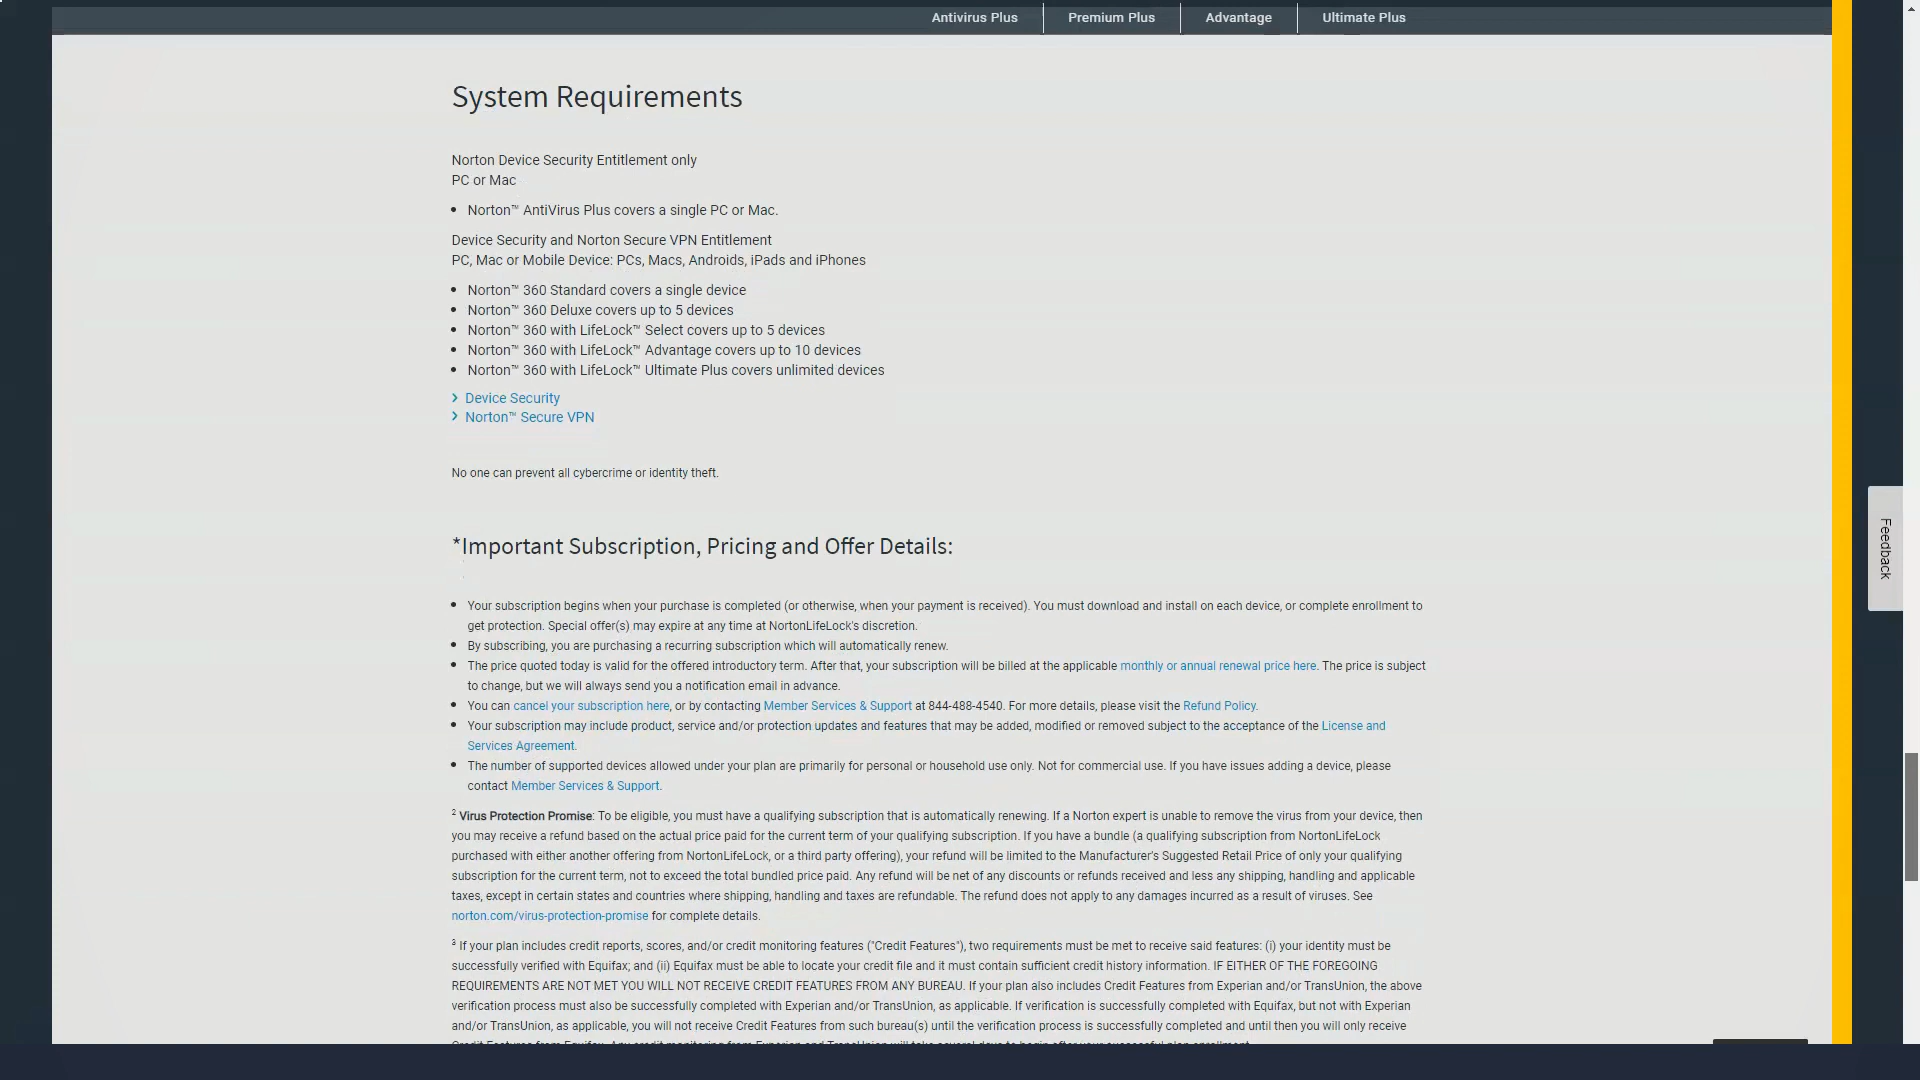 Antivirus Plus
Premium Plus
Advantage
Ultimate Plus
System Requirements
Norton Device Security Entitlement only
PC or Mac
• Norton™ AntiVirus Plus covers a single PC or Mac.
Device Security and Norton Secure VPN Entitlement
PC, Mac or Mobile Device: PCs, Macs, Androids, iPads and iPhones
• Norton™ 360 Standard covers a single device
• Norton™ 360 Deluxe covers up to 5 devices
• Norton™ 360 with LifeLock™ Select covers up to 5 devices
• Norton™ 360 with LifeLock™ Advantage covers up to 10 devices
• Norton™ 360 with LifeLock™ Ultimate Plus covers unlimited devices
Device Security
Norton™ Secure VPN
No one can prevent all cybercrime or identity theft.
Feedback
*Important Subscription, Pricing and Offer Details:
• Your subscription begins when your purchase is completed (or otherwise, when your payment is received). You must download and install on each device, or complete enrollment to
get protection. Special offer(s) may expire at any time at NortonLifeLock's discretion.
• By subscribing, you are purchasing a recurring subscription which will automatically renew.
• The price quoted today is valid for the offered introductory term. After that, your subscription will be billed at the applicable monthly or annual renewal price here. The price is subject
to change, but we will always send you a notification email in advance.
• You can cancel your subscription here, or by contacting Member Services & Support at 844-488-4540. For more details, please visit the Refund Policy.
• Your subscription may include product, service and/or protection updates and features that may be added, modified or removed subject to the acceptance of the License and
Services Agreement.
• The number of supported devices allowed under your plan are primarily for personal or household use only. Not for commercial use. If you have issues adding a device, please
contact Member Services & Support.
² Virus Protection Promise: To be eligible, you must have a qualifying subscription that is automatically renewing. If a Norton expert is unable to remove the virus from your device, then
you may receive a refund based on the actual price paid for the current term of your qualifying subscription. If you have a bundle (a qualifying subscription from NortonLifeLock
purchased with either another offering from NortonLifeLock, or a third party offering), your refund will be limited to the Manufacturer's Suggested Retail Price of only your qualifying
subscription for the current term, not to exceed the total bundled price paid. Any refund will be net of any discounts or refunds received and less any shipping, handling and applicable
taxes, except in certain states and countries where shipping, handling and taxes are refundable. The refund does not apply to any damages incurred as a result of viruses. See
norton.com/virus-protection-promise for complete details.
³ If your plan includes credit reports, scores, and/or credit monitoring features ("Credit Features"), two requirements must be met to receive said features: (i) your identity must be
successfully verified with Equifax; and (ii) Equifax must be able to locate your credit file and it must contain sufficient credit history information. IF EITHER OF THE FOREGOING
REQUIREMENTS ARE NOT MET YOU WILL NOT RECEIVE CREDIT FEATURES FROM ANY BUREAU. If your plan also includes Credit Features from Experian and/or TransUnion, the above
verification process must also be successfully completed with Experian and/or TransUnion, as applicable. If verification is successfully completed with Equifax, but not with Experian
and/or TransUnion, as applicable, you will not receive Credit Features from such bureau(s) until the verification process is successfully completed and until then you will only receive